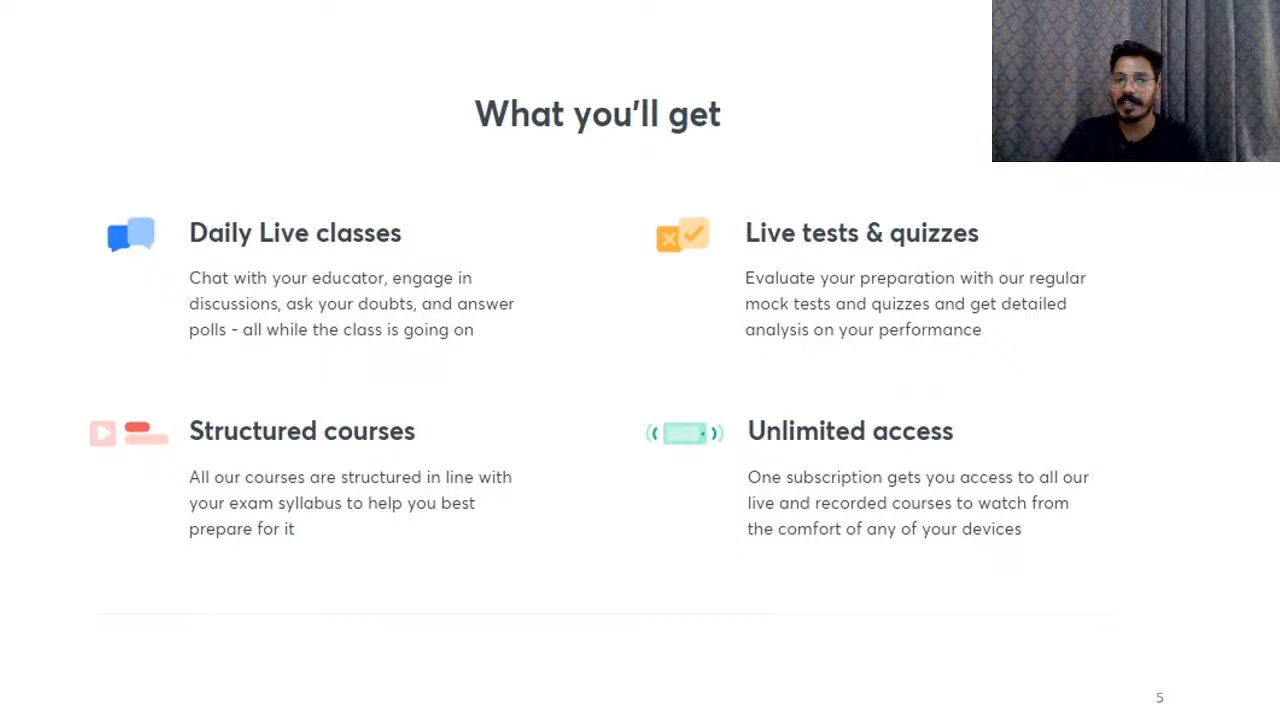 What you'll get
Daily Live classes
Chat with your educator, engage in
discussions, ask your doubts, and answer
polls - all while the class is going on
Live tests & quizzes
Evaluate your preparation with our regular
mock tests and quizzes and get detailed
analysis on your performance
Structured courses
All our courses are structured in line with
your exam syllabus to help you best
prepare for it
Unlimited access
One subscription gets you access to all our
live and recorded courses to watch from
the comfort of any of your devices
5